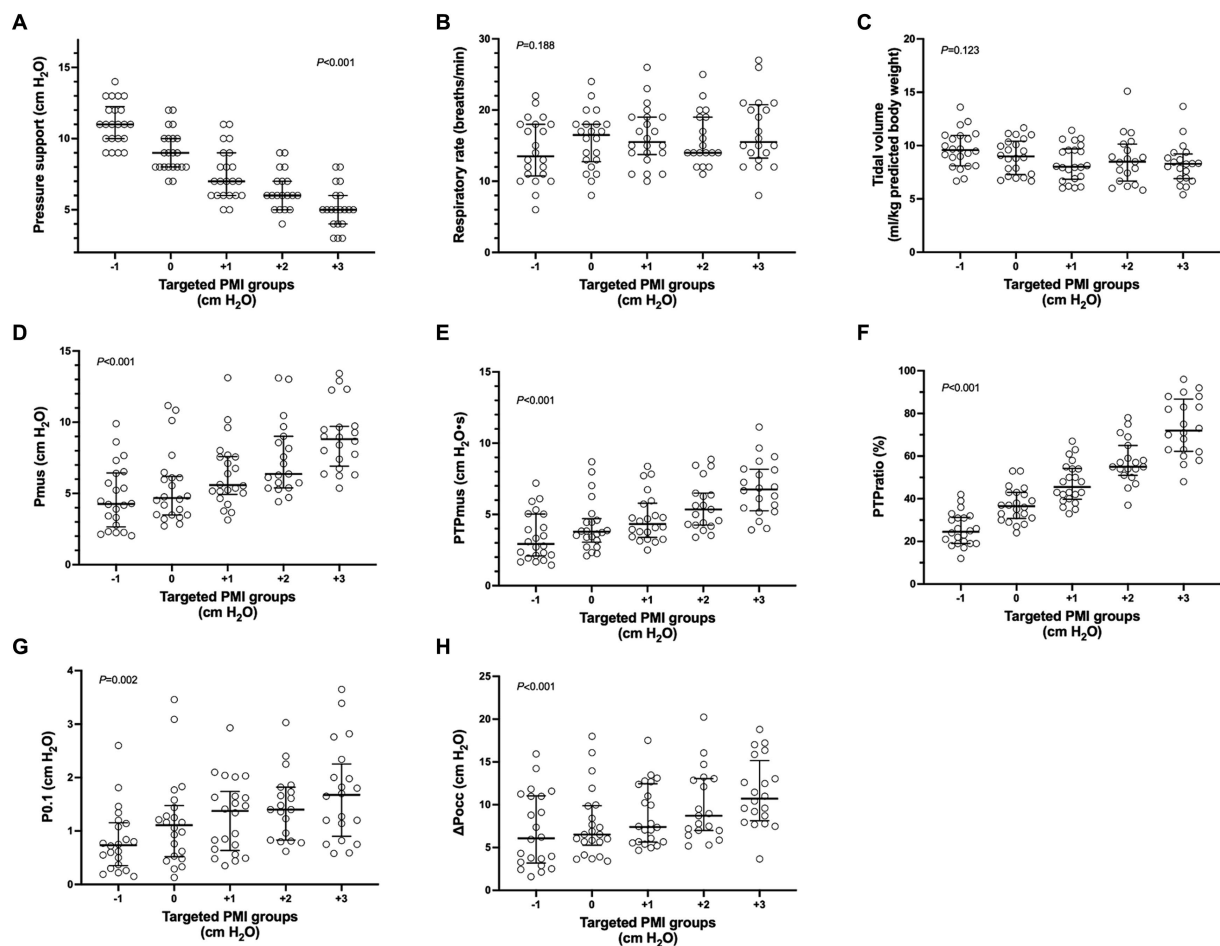 A
Pressure support (cm H₂O)
15
10
5
P<0.001
-1 0 +1 +2 +3
Targeted PMI groups
(cm H₂O)
B
Respiratory rate (breaths/min)
30
20
10
0
P=0.188
-1 0 +1 +2 +3
Targeted PMI groups
(cm H₂O)
C
Tidal volume
(ml/kg predicted body weight)
20
15
10
5
0
P=0.123
-1 0 +1 +2 +3
Targeted PMI groups
(cm H₂O)
D
Pmus (cm H₂O)
15
10
5
0
P<0.001
-1 0 +1 +2 +3
Targeted PMI groups
(cm H₂O)
E
PTPmus (cm H₂O•s)
15
10
5
0
P<0.001
-1 0 +1 +2 +3
Targeted PMI groups
(cm H₂O)
F
PTPratio (%)
100
80
60
40
20
0
P<0.001
-1 0 +1 +2 +3
Targeted PMI groups
(cm H₂O)
G
P0.1 (cm H₂O)
4
3
2
1
0
P=0.002
-1 0 +1 +2 +3
Targeted PMI groups
(cm H₂O)
H
ΔPocc (cm H₂O)
25
20
15
10
5
0
P<0.001
-1 0 +1 +2 +3
Targeted PMI groups
(cm H₂O)